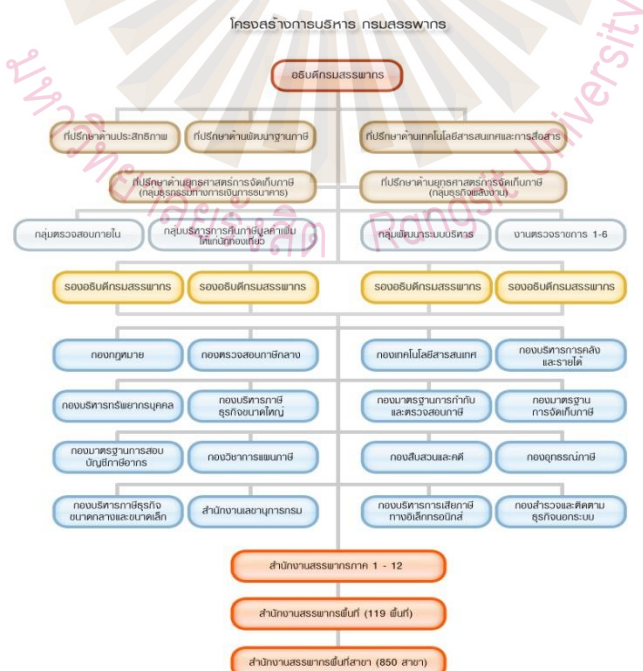 โครงสร้างการบริหาร กรมสรรพากร
อธิบดีกรมสรรพากร
ที่ปรึกษาด้านประสิทธิภาพ
ที่ปรึกษาด้านพัฒนาฐานภาษี
ที่ปรึกษาด้านเทคโนโลยีสารสนเทศและการสื่อสาร
ที่ปรึกษาด้านยุทธศาสตร์การจัดเก็บภาษี
(กลุ่มธุรกรรมทางการเงินการธนาคาร)
ที่ปรึกษาด้านยุทธศาสตร์การจัดเก็บภาษี
(กลุ่มธุรกิจพลังงาน)
กลุ่มตรวจสอบภายใน
กลุ่มบริหารการคืนภาษีมูลค่าเพิ่ม
ให้แก่นักท่องเที่ยว
กลุ่มพัฒนาระบบบริหาร
งานตรวจราชการ 1-6
รองอธิบดีกรมสรรพากร
รองอธิบดีกรมสรรพากร
รองอธิบดีกรมสรรพากร
รองอธิบดีกรมสรรพากร
กองกฎหมาย
กองตรวจสอบภาษีกลาง
กองเทคโนโลยีสารสนเทศ
กองบริหารการคลัง
และรายได้
กองบริหารทรัพยากรบุคคล
กองบริหารภาษี
ธุรกิจขนาดใหญ่
กองมาตรฐานการกำกับ
และตรวจสอบภาษี
กองมาตรฐาน
การจัดเก็บภาษี
กองมาตรฐานการสอบ
บัญชีภาษีอากร
กองวิชาการแผนภาษี
กองสืบสวนและคดี
กองอุทธรณ์ภาษี
กองบริหารภาษีธุรกิจ
ขนาดกลางและขนาดเล็ก
สำนักงานเลขานุการกรม
กองบริหารการเสียภาษี
ทางอิเล็กทรอนิกส์
กองสำรวจและติดตาม
ธุรกิจนอกระบบ
สำนักงานสรรพากรภาค 1 - 12
สำนักงานสรรพากรพื้นที่ (119 พื้นที่)
สำนักงานสรรพากรพื้นที่สาขา (850 สาขา)
มหาวิทยาลัยรังสิต Rangsit University